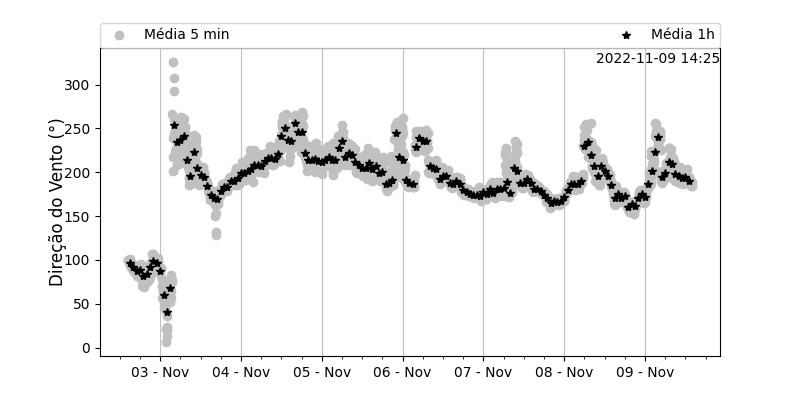 Média 5 min
Média 1h
2022-11-09 14:25
Direção do Vento (°)
300
250
200
150
100
50
0
03 - Nov
04 - Nov
05 - Nov
06 - Nov
07 - Nov
08 - Nov
09 - Nov